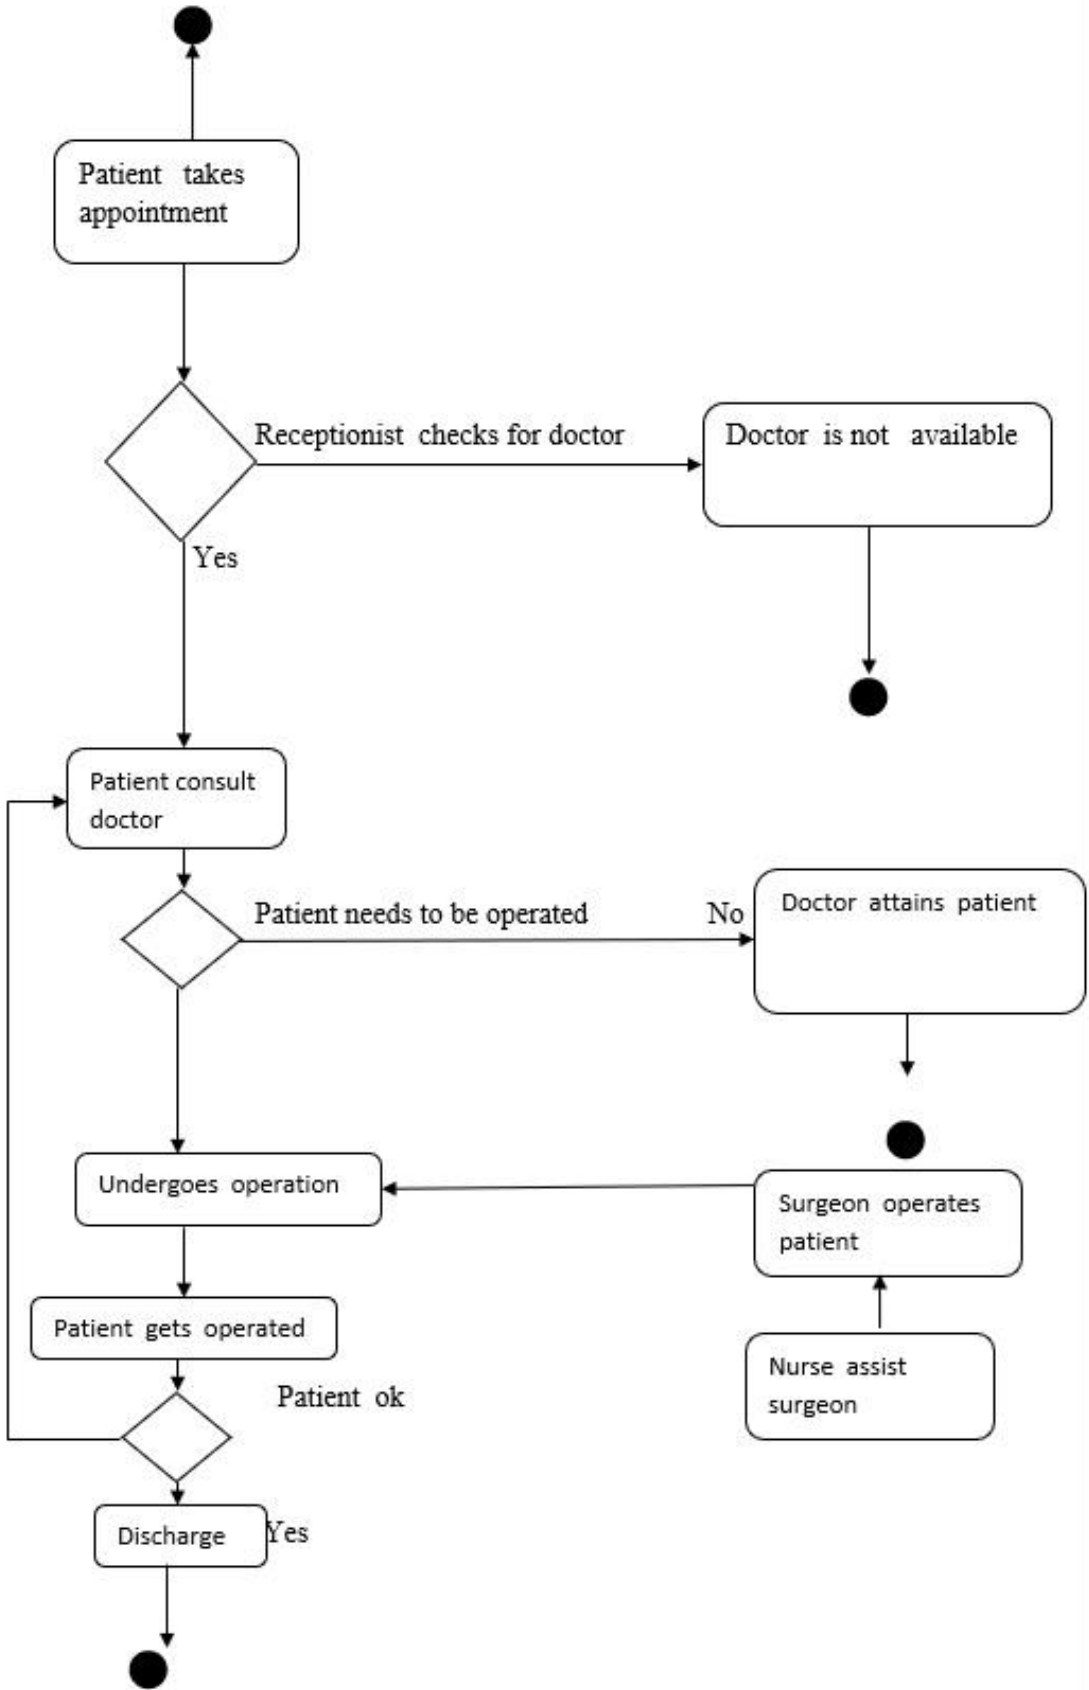 Patient takes
appointment
Receptionist checks for doctor
Doctor is not available
Yes
Patient consult
doctor
Patient needs to be operated
No
Doctor attains patient
Undergoes operation
Surgeon operates
patient
Patient gets operated
Nurse assist
surgeon
Patient ok
Discharge
Yes